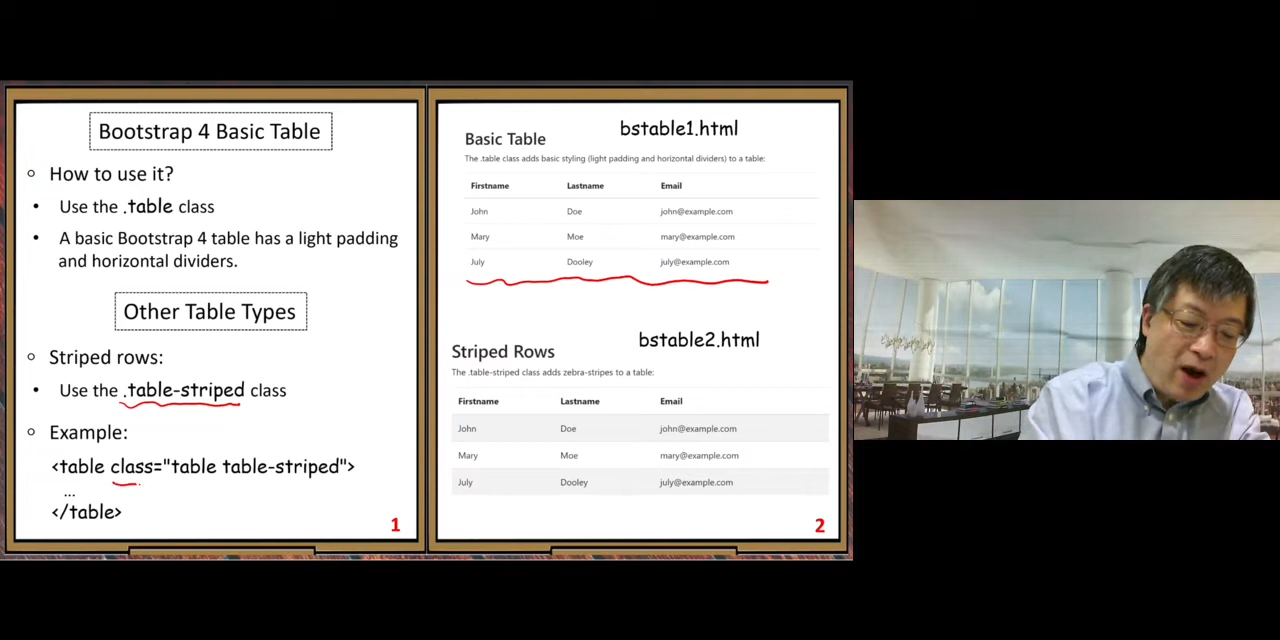 Bootstrap 4 Basic Table
How to use it?
Use the .table class
A basic Bootstrap 4 table has a light padding
and horizontal dividers.
Other Table Types
Striped rows:
Use the .table-striped class
Example:
<table class="table table-striped">
...
</table>
1
bstable1.html
Basic Table
The .table class adds basic styling (light padding and horizontal dividers) to a table:
Firstname Lastname Email
John Doe john@example.com
Mary Moe mary@example.com
July Dooley july@example.com
bstable2.html
Striped Rows
The .table-striped class adds zebra-stripes to a table:
Firstname Lastname Email
John Doe john@example.com
Mary Moe mary@example.com
July Dooley july@example.com
2